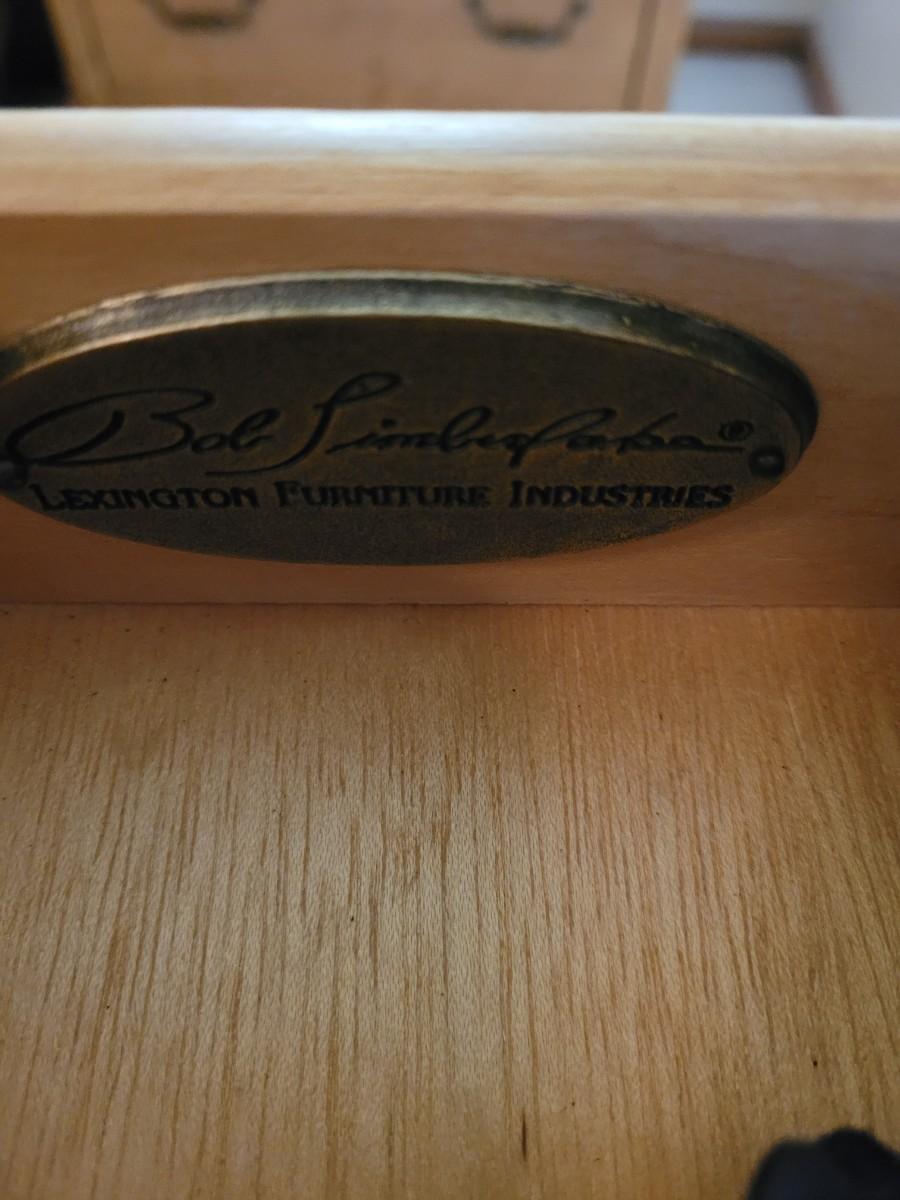 Bob Timberlake®
LEXINGTON FURNITURE INDUSTRIES